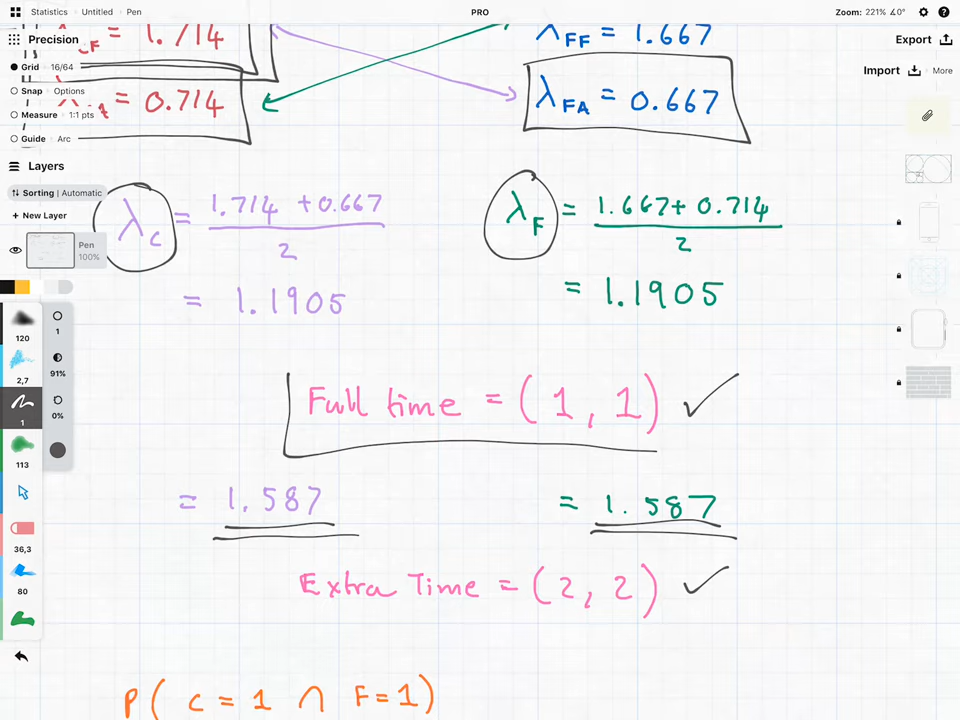 Statistics / Untitled / Pen
PRO
Zoom: 221% ∠0°
Precision
Export
Grid 16/64
Import
More
Snap Options
Measure 1:1 pts
Guide Arc
= 1.714
= 0.714
λFF = 1.667
λFA = 0.667
Layers
Sorting | Automatic
+ New Layer
Pen
100%
λC = 1.714 + 0.667
2
= 1.1905
λF = 1.667 + 0.714
2
= 1.1905
120
1
2,7
91%
1
0%
113
36,3
80
Full time = (1, 1) ✓
= 1.587
= 1.587
Extra Time = (2, 2) ✓
P( C = 1 ∩ F = 1)